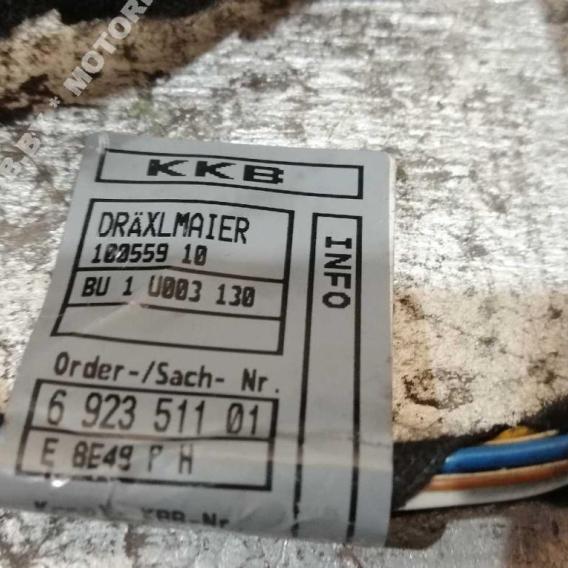 KKB
DRÄXLMAIER
100559 10
BU 1 U003 130
INFO
Order-/Sach- Nr.
6 923 511 01
E 8E49 P H